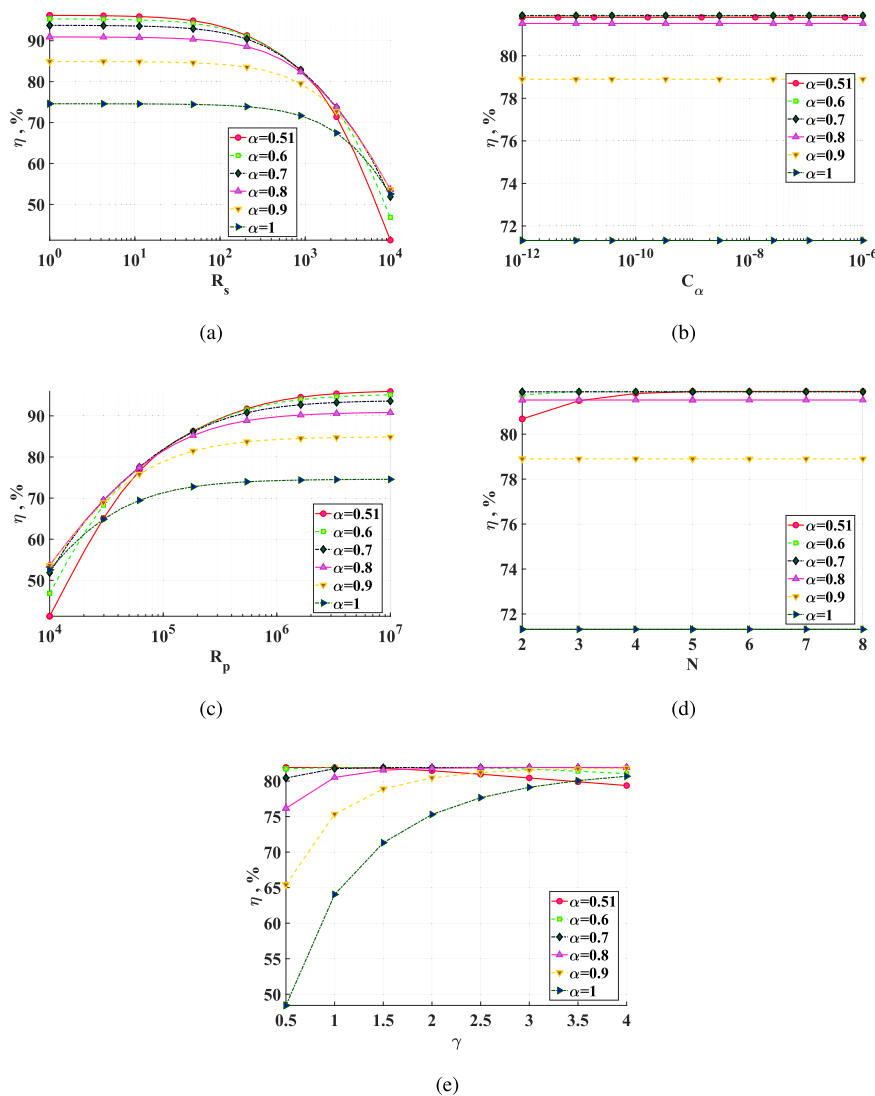 η, %
90
80
70
60
50
α=0.51
α=0.6
α=0.7
α=0.8
α=0.9
α=1
10^0 10^1 10^2 10^3 10^4
R_s
(a)
η, %
80
78
76
74
72
α=0.51
α=0.6
α=0.7
α=0.8
α=0.9
α=1
10^-12 10^-10 10^-8 10^-6
C_α
(b)
η, %
90
80
70
60
50
α=0.51
α=0.6
α=0.7
α=0.8
α=0.9
α=1
10^4 10^5 10^6 10^7
R_p
(c)
η, %
80
78
76
74
72
α=0.51
α=0.6
α=0.7
α=0.8
α=0.9
α=1
2 3 4 5 6 7 8
N
(d)
η, %
80
75
70
65
60
55
50
α=0.51
α=0.6
α=0.7
α=0.8
α=0.9
α=1
0.5 1 1.5 2 2.5 3 3.5 4
γ
(e)